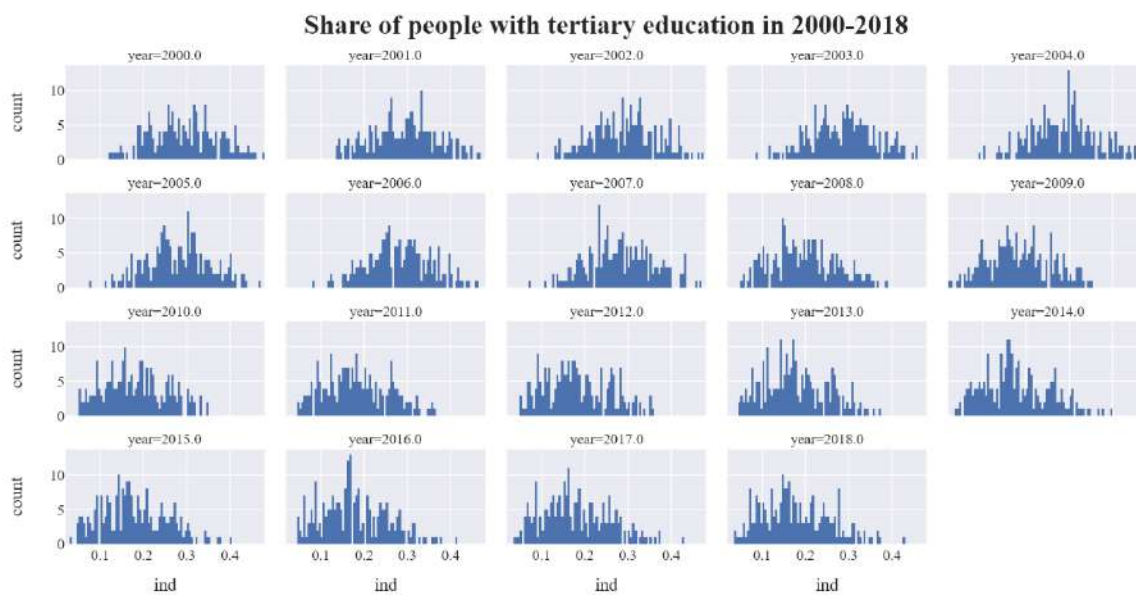 Share of people with tertiary education in 2000-2018
year=2000.0 year=2001.0 year=2002.0 year=2003.0 year=2004.0
10
5
0
count
year=2005.0 year=2006.0 year=2007.0 year=2008.0 year=2009.0
10
5
0
count
year=2010.0 year=2011.0 year=2012.0 year=2013.0 year=2014.0
10
5
0
count
year=2015.0 year=2016.0 year=2017.0 year=2018.0
10
5
0
count
0.1 0.2 0.3 0.4 0.1 0.2 0.3 0.4 0.1 0.2 0.3 0.4 0.1 0.2 0.3 0.4
ind ind ind ind